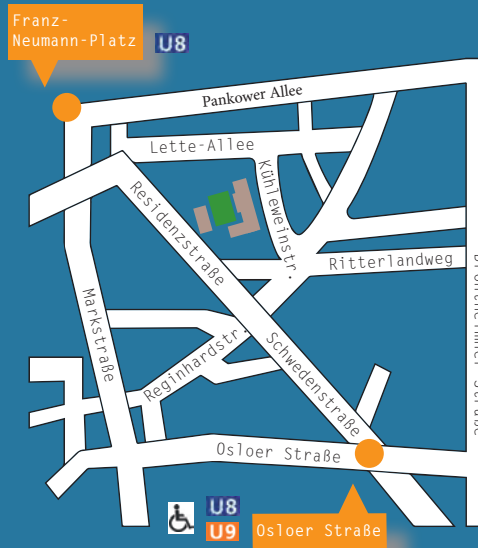 Franz-
Neumann-Platz
U8
Pankower Allee
Lette-Allee
Kühleweinstr.
Residenzstraße
Ritterlandweg
Markstraße
Reginhardstr.
Schwedenstraße
Osloer Straße
U8
U9
Osloer Straße